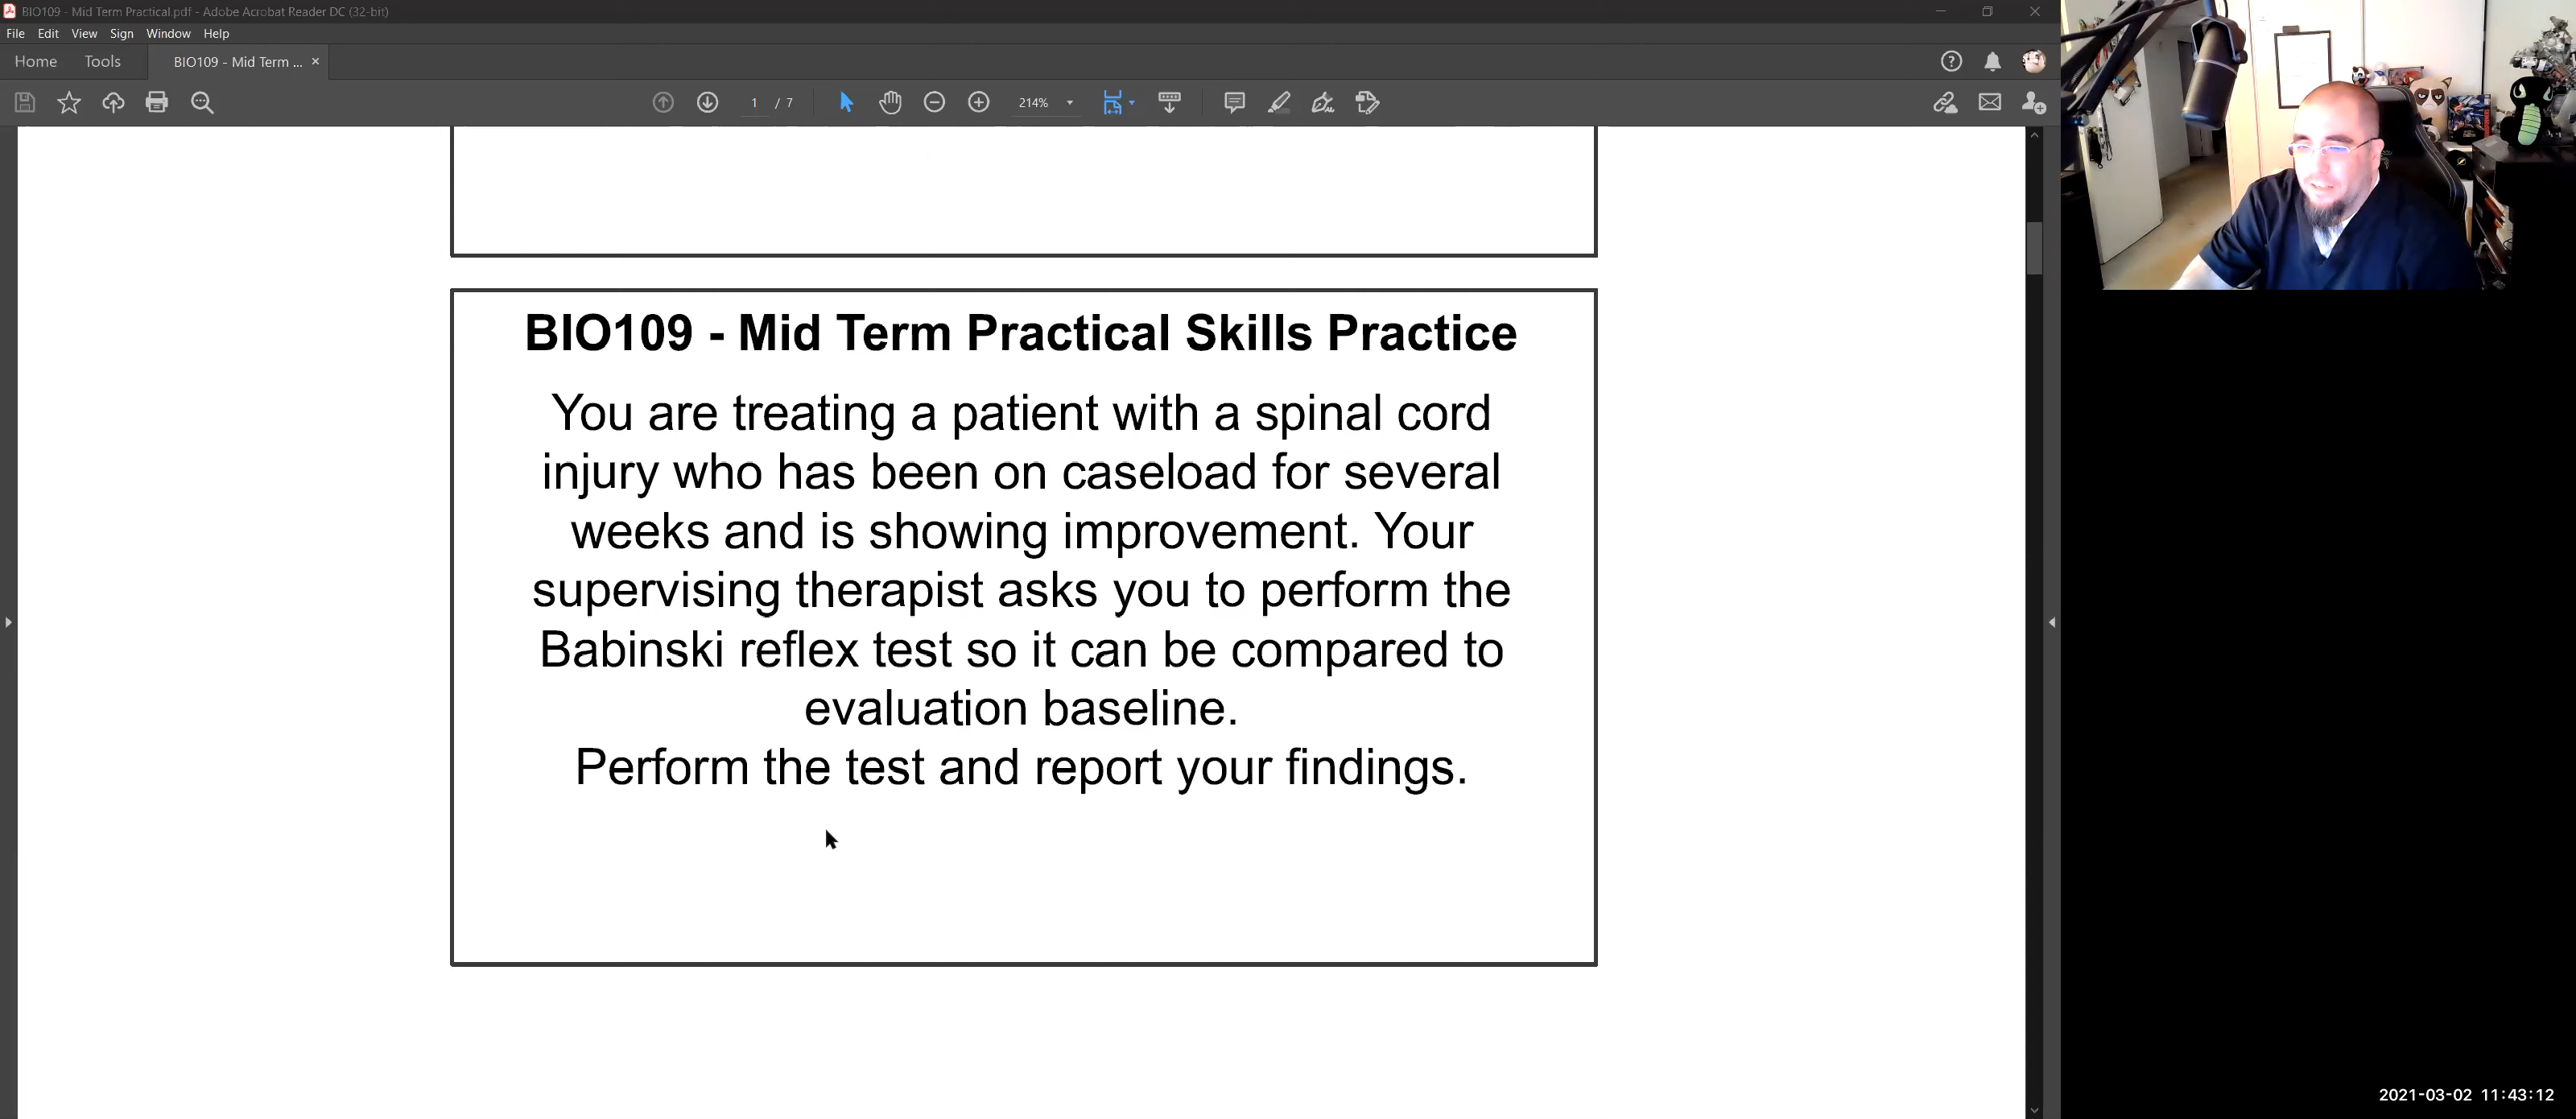 BIO109 - Mid Term Practical.pdf - Adobe Acrobat Reader DC (32-bit)
File Edit View Sign Window Help
Home Tools BIO109 - Mid Term ... ×
1 / 7 214%
BIO109 - Mid Term Practical Skills Practice
You are treating a patient with a spinal cord
injury who has been on caseload for several
weeks and is showing improvement. Your
supervising therapist asks you to perform the
Babinski reflex test so it can be compared to
evaluation baseline.
Perform the test and report your findings.
2021-03-02 11:43:12